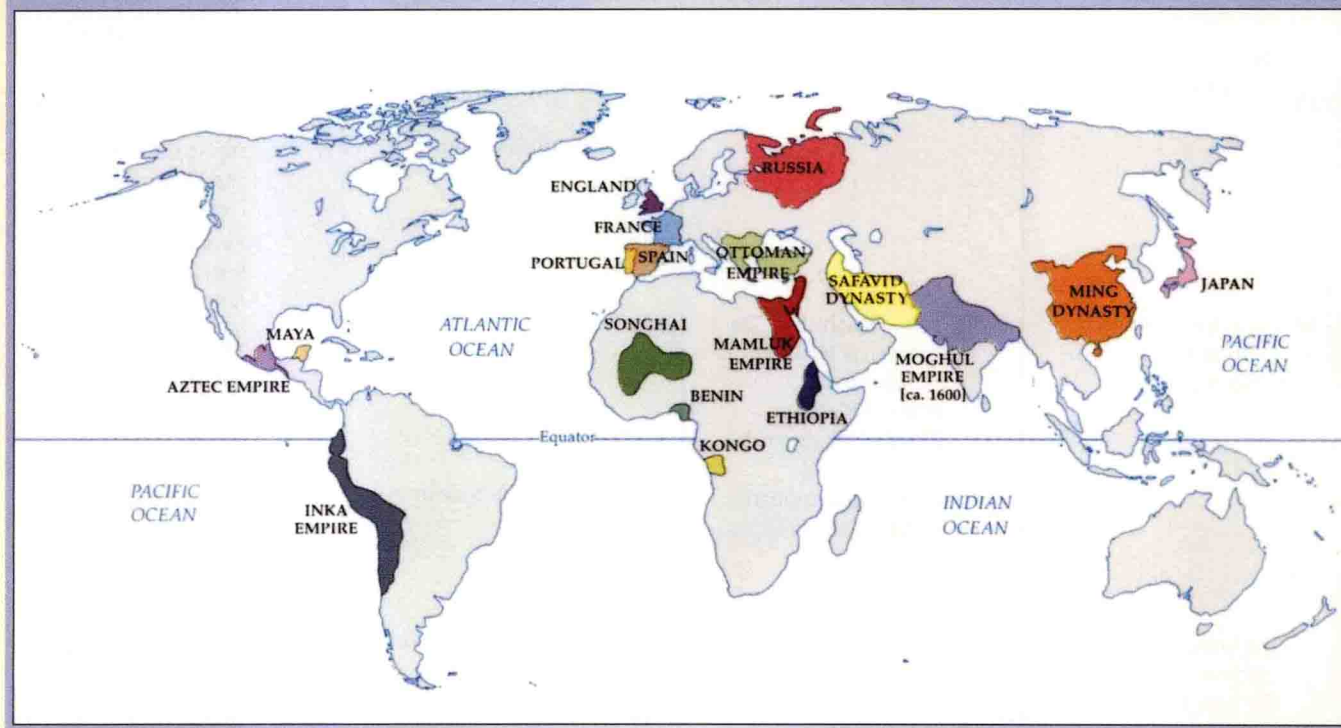 RUSSIA
ENGLAND
FRANCE
PORTUGAL
SPAIN
OTTOMAN
EMPIRE
SAFAVID
DYNASTY
MING
DYNASTY
JAPAN
ATLANTIC
OCEAN
MAYA
AZTEC EMPIRE
SONGHAI
MAMLUK
EMPIRE
MOGHUL
EMPIRE
[ca. 1600]
PACIFIC
OCEAN
BENIN
ETHIOPIA
Equator
KONGO
PACIFIC
OCEAN
INKA
EMPIRE
INDIAN
OCEAN